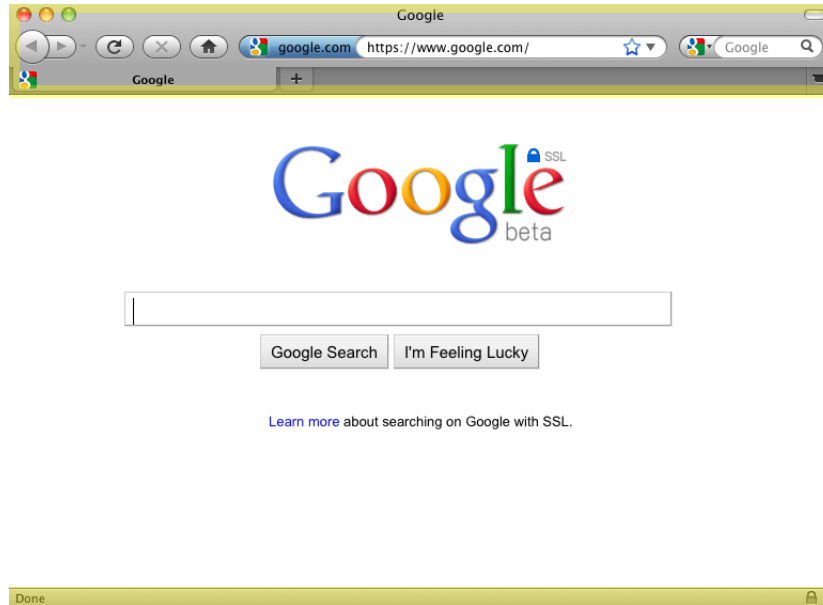 Google
google.com https://www.google.com/ Google
Google +
Google SSL
beta
Google Search I'm Feeling Lucky
Learn more about searching on Google with SSL.
Done